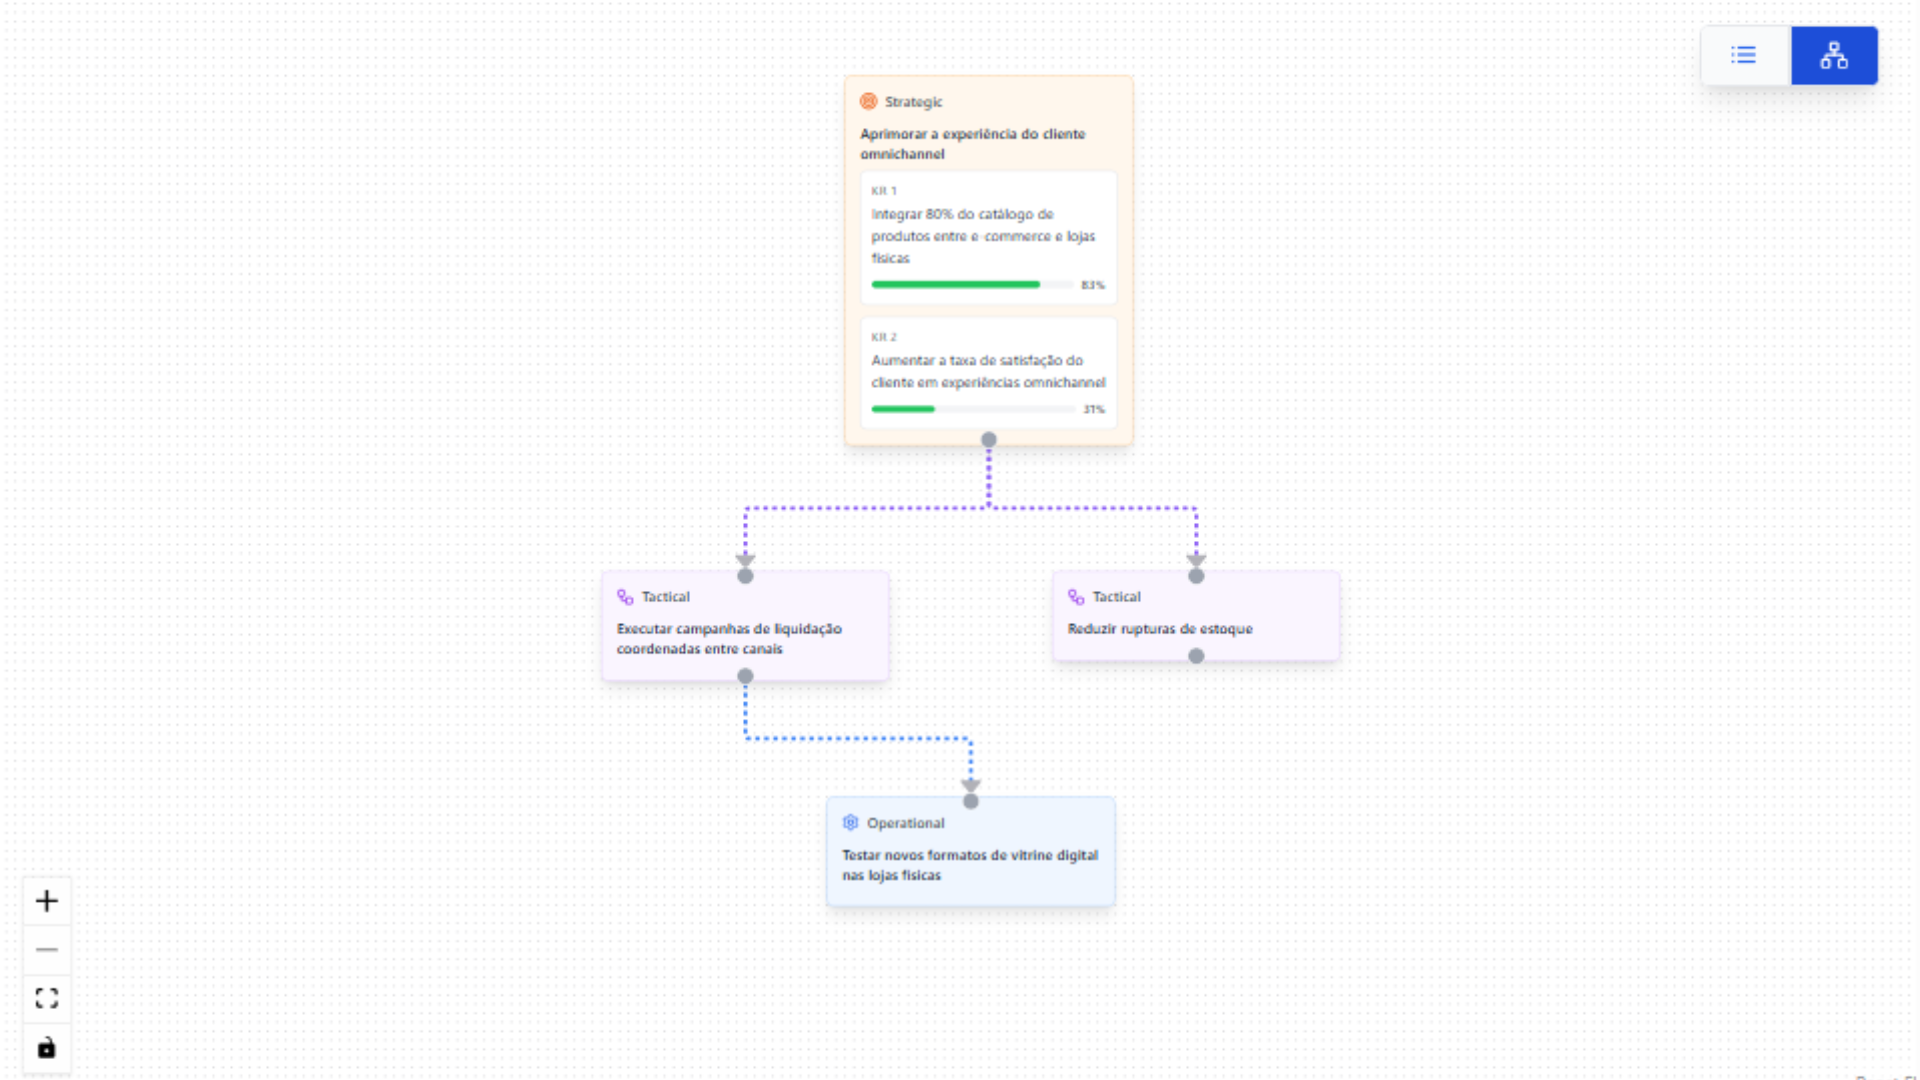 Strategic
Aprimorar a experiência do cliente
omnichannel
KR 1
Integrar 80% do catálogo de
produtos entre e-commerce e lojas
físicas
83%
KR 2
Aumentar a taxa de satisfação do
cliente em experiências omnichannel
31%
Tactical
Executar campanhas de liquidação
coordenadas entre canais
Tactical
Reduzir rupturas de estoque
Operational
Testar novos formatos de vitrine digital
nas lojas físicas